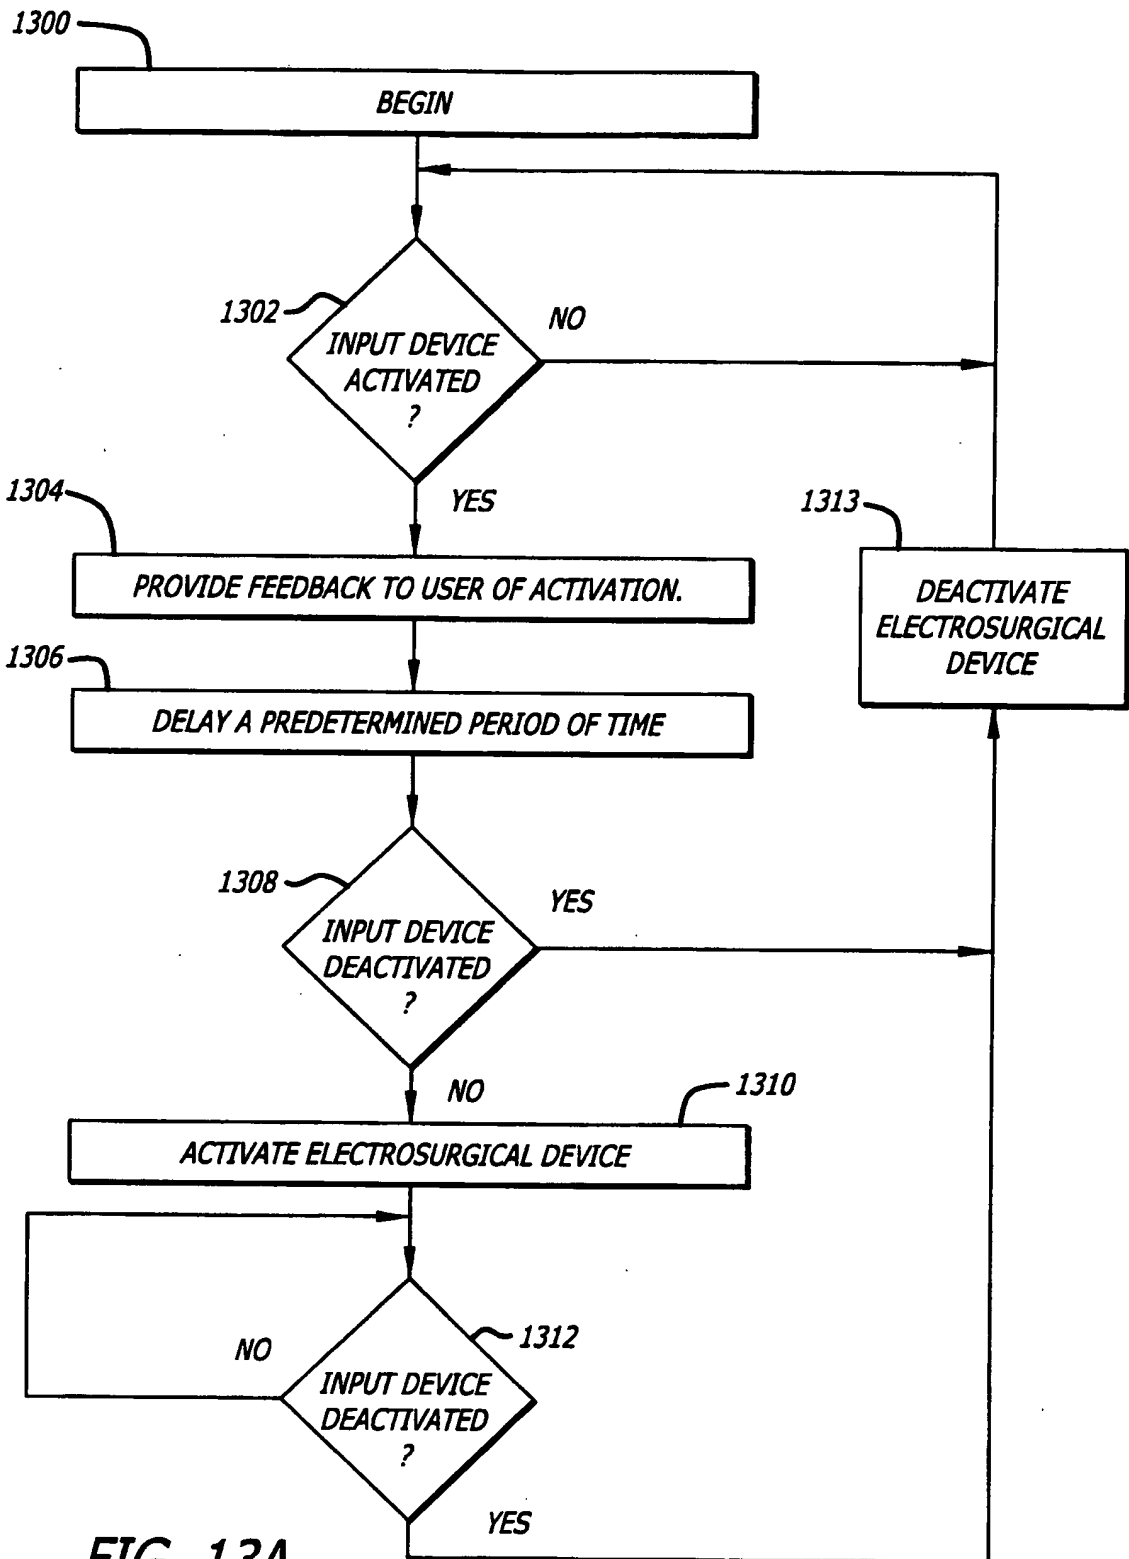 1300
BEGIN
1302
INPUT DEVICE
ACTIVATED
?
NO
YES
1304
PROVIDE FEEDBACK TO USER OF ACTIVATION.
1313
DEACTIVATE
ELECTROSURGICAL
DEVICE
1306
DELAY A PREDETERMINED PERIOD OF TIME
1308
INPUT DEVICE
DEACTIVATED
?
YES
NO
1310
ACTIVATE ELECTROSURGICAL DEVICE
1312
INPUT DEVICE
DEACTIVATED
?
NO
YES
FIG. 13A